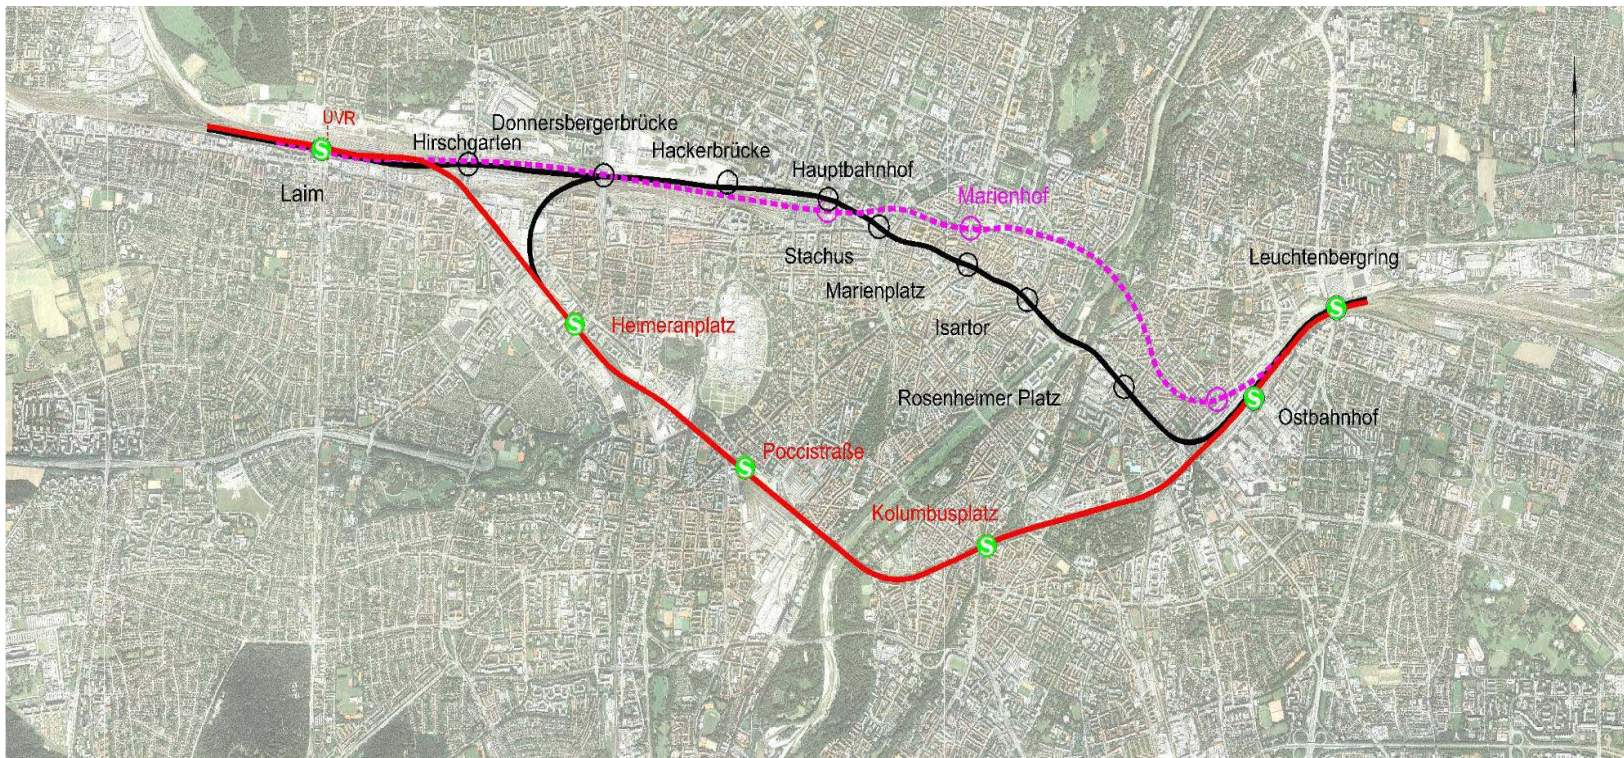 UVR
Donnersbergerbrücke
Hirschgarten
Hackerbrücke
Hauptbahnhof
Laim
Marienhof
Stachus
Leuchtenbergring
Marienplatz
Heimeranplatz
Isartor
Rosenheimer Platz
Ostbahnhof
Poccistraße
Kolumbusplatz
S
S
S
S
S
S